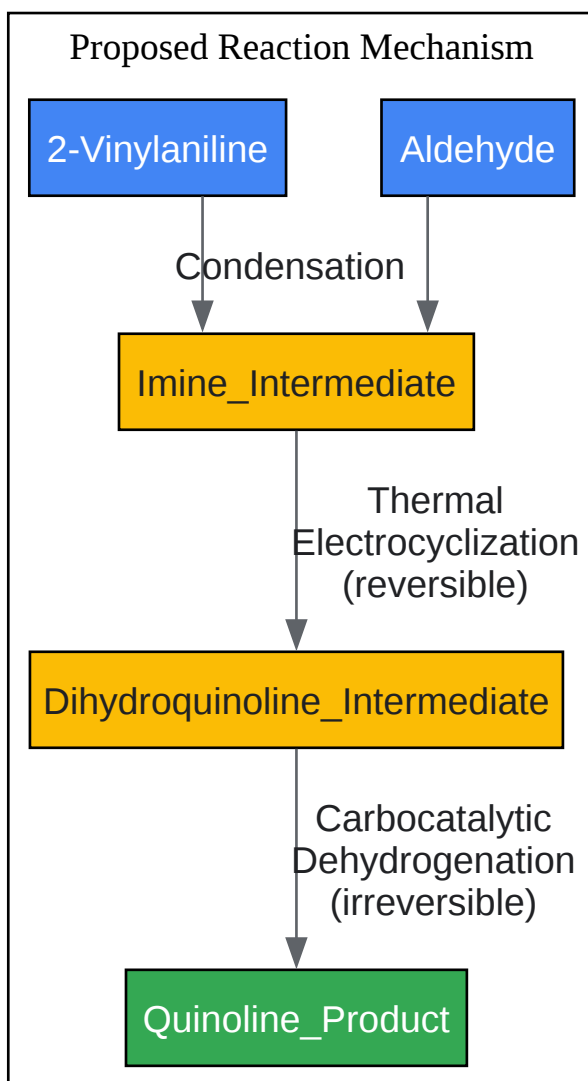 Proposed Reaction Mechanism
2-Vinylaniline
Aldehyde
Condensation
Imine_Intermediate
Thermal
Electrocyclization
(reversible)
Dihydroquinoline_Intermediate
Carbocatalytic
Dehydrogenation
(irreversible)
Quinoline_Product